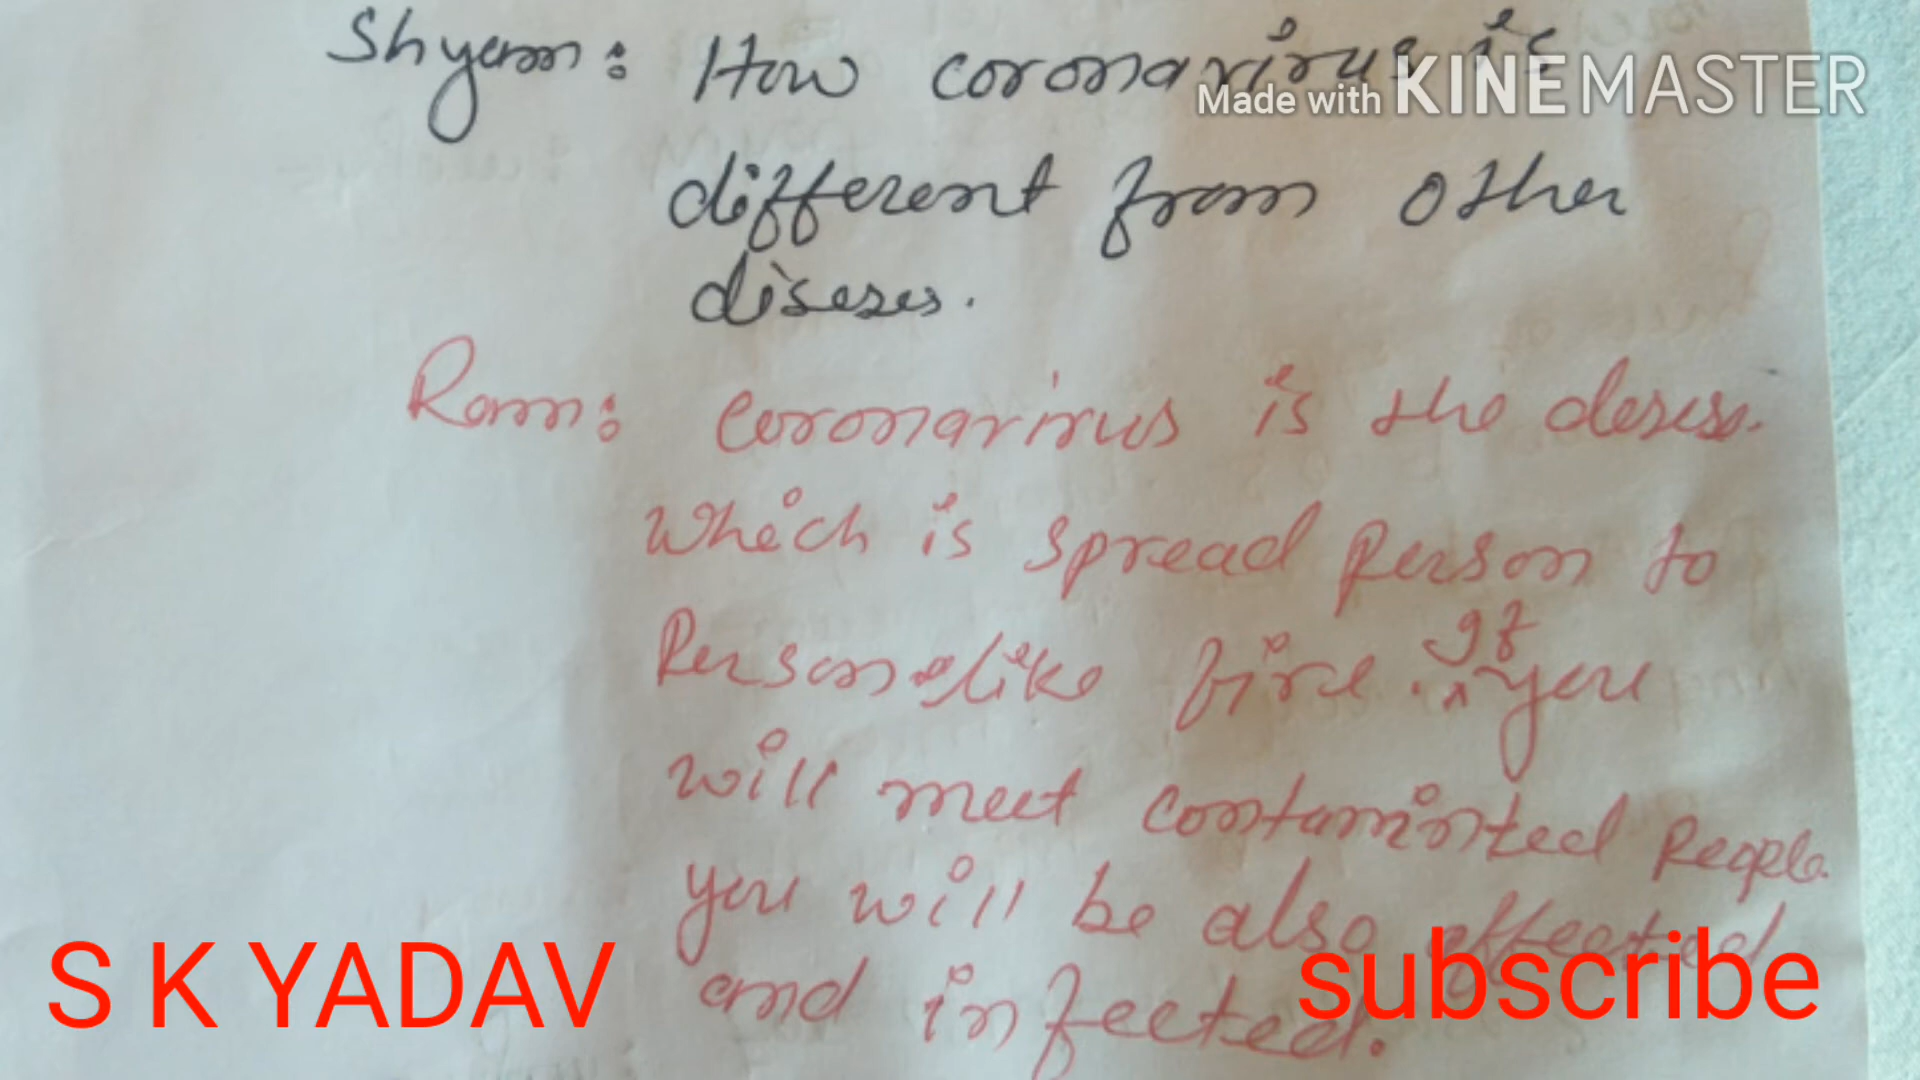 Shyam: How coronavirus is
Made with KINEMASTER
different from other
diseses.
Ram: Coronavirus is the deses.
Which is spread Person to
Person like fire. If you
will meet contaminted People.
you will be also effected
and infected.
S K YADAV
subscribe